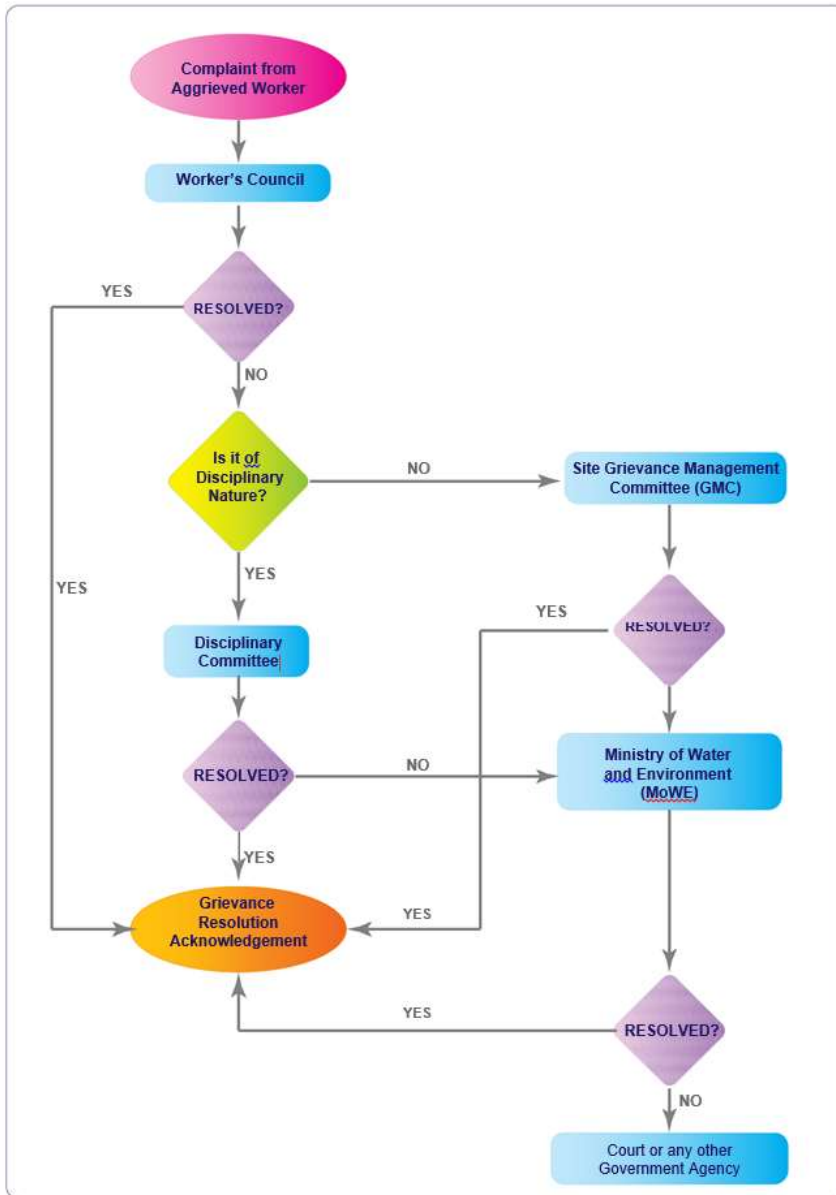 Complaint from
Aggrieved Worker
Worker's Council
YES
RESOLVED?
NO
Is it of
Disciplinary
Nature?
NO
Site Grievance Management
Committee (GMC)
YES
YES
YES
RESOLVED?
Disciplinary
Committee
RESOLVED?
NO
Ministry of Water
and Environment
(MoWE)
YES
Grievance
Resolution
Acknowledgement
YES
YES
RESOLVED?
NO
Court or any other
Government Agency